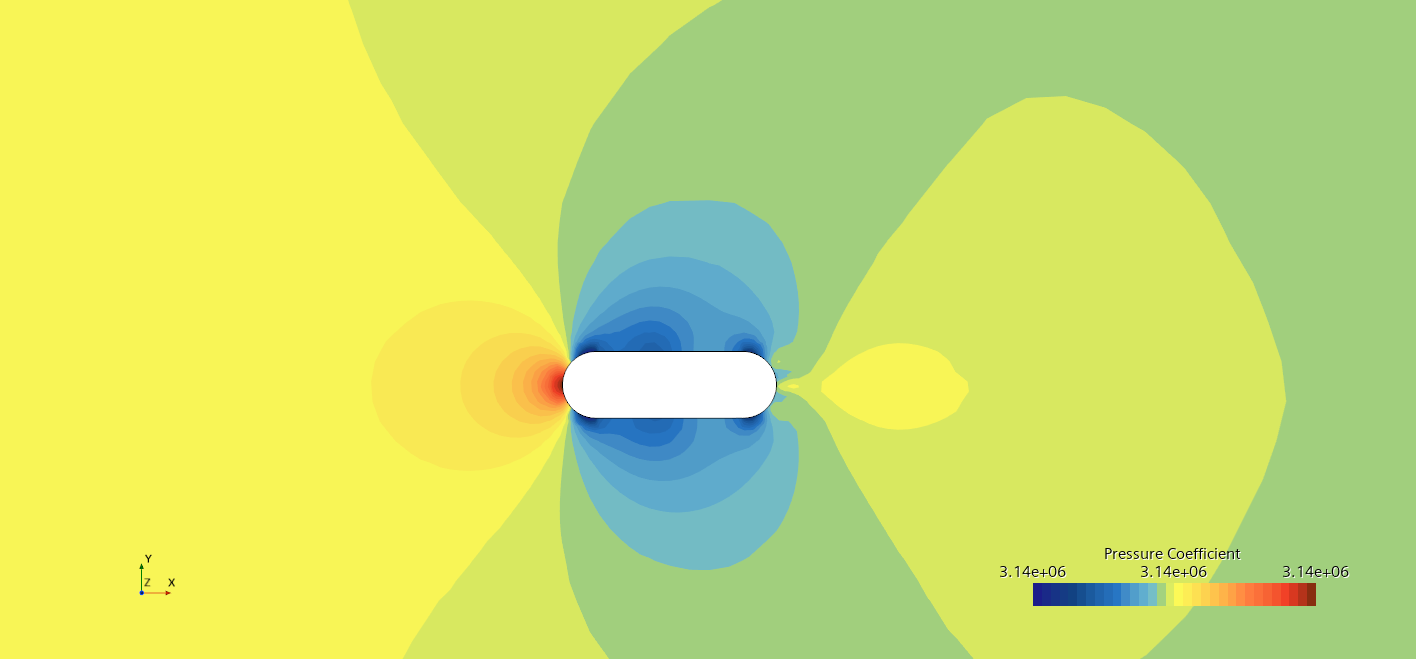 Pressure Coefficient
3.14e+06 3.14e+06 3.14e+06
Y
Z X